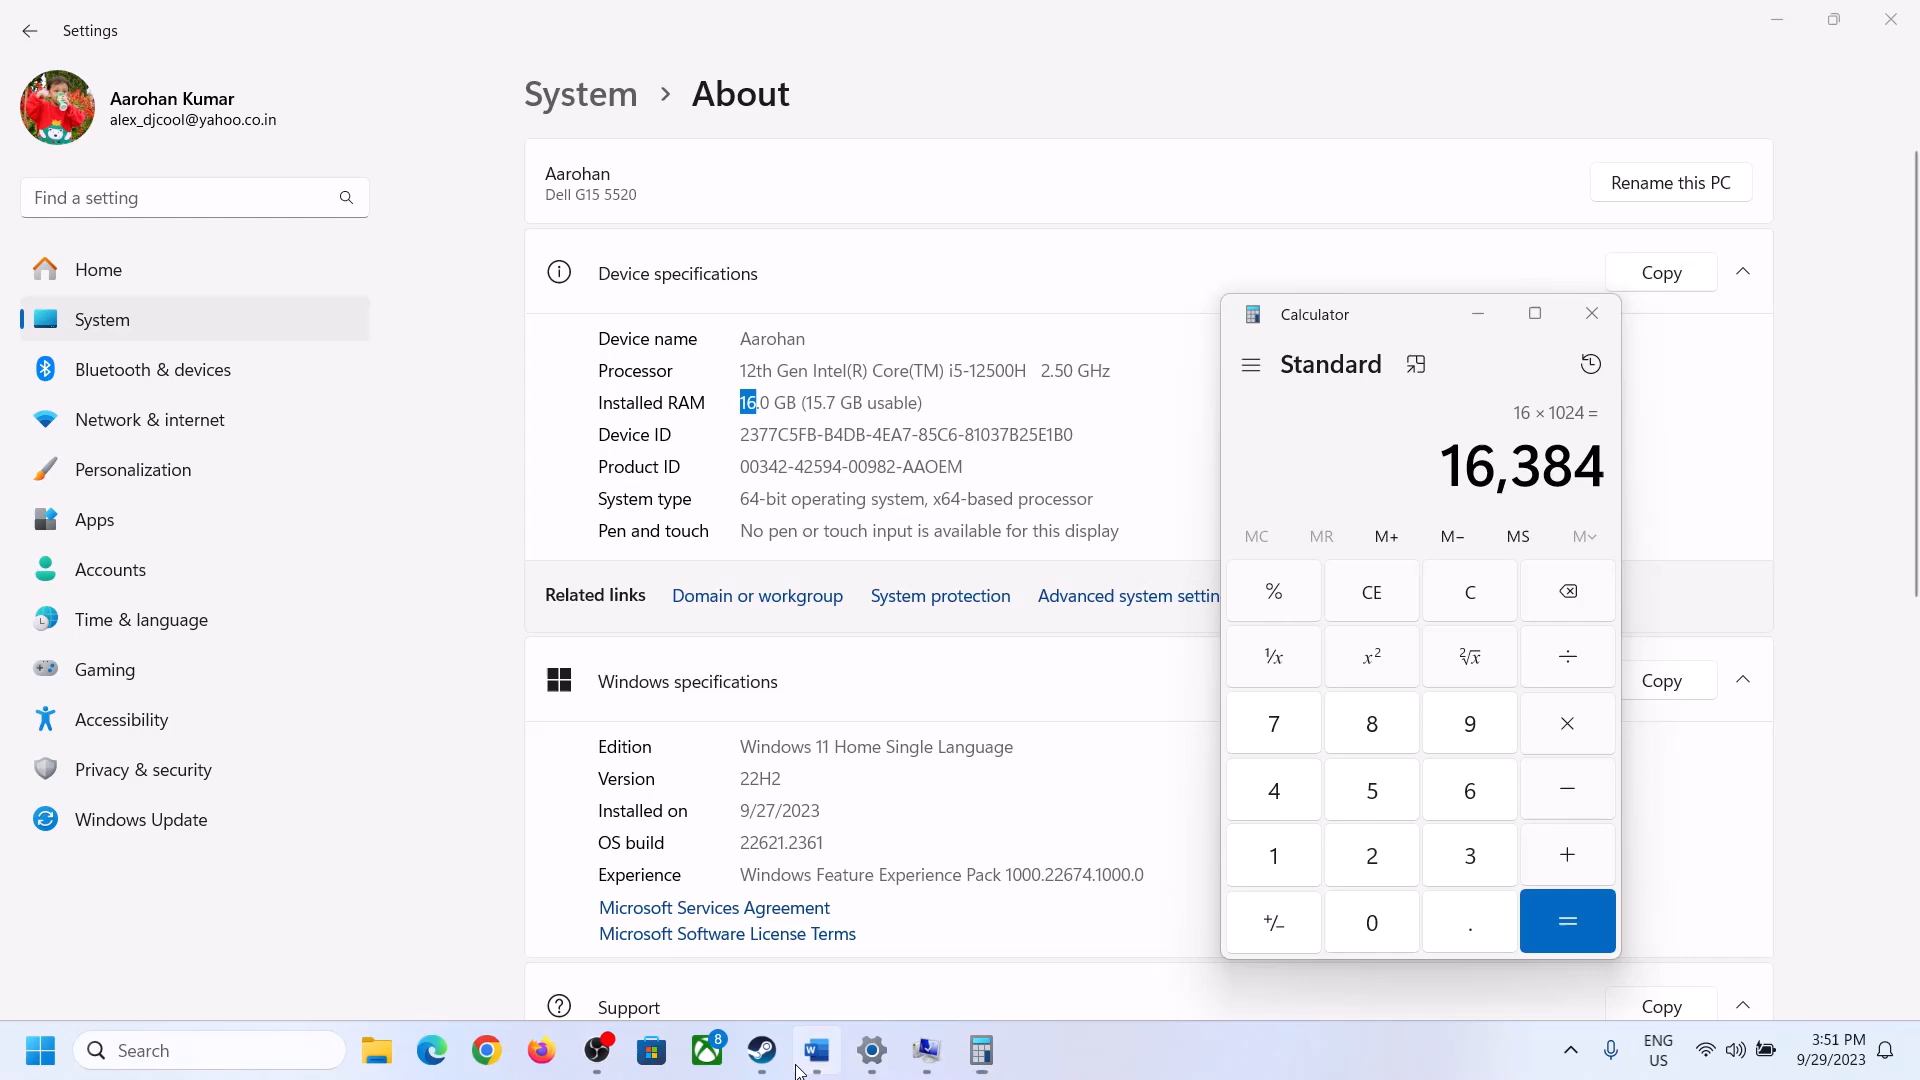 Settings
Aarohan Kumar
alex_djcool@yahoo.co.in
Find a setting
Home
System
Bluetooth & devices
Network & internet
Personalization
Apps
Accounts
Time & language
Gaming
Accessibility
Privacy & security
Windows Update
System > About
Aarohan
Dell G15 5520
Rename this PC
Device specifications
Copy
Device name Aarohan
Processor 12th Gen Intel(R) Core(TM) i5-12500H 2.50 GHz
Installed RAM 16.0 GB (15.7 GB usable)
Device ID 2377C5FB-B4DB-4EA7-85C6-81037B25E1B0
Product ID 00342-42594-00982-AAOEM
System type 64-bit operating system, x64-based processor
Pen and touch No pen or touch input is available for this display
Related links Domain or workgroup System protection Advanced system settin
Windows specifications
Copy
Edition Windows 11 Home Single Language
Version 22H2
Installed on 9/27/2023
OS build 22621.2361
Experience Windows Feature Experience Pack 1000.22674.1000.0
Microsoft Services Agreement
Microsoft Software License Terms
Support
Copy
Calculator
Standard
16 × 1024 =
16,384
MC MR M+ M− MS M
% CE C
¹/x x² ²√x ÷
7 8 9 ×
4 5 6 −
1 2 3 +
+/− 0 . =
Search
8
ENG
US
3:51 PM
9/29/2023